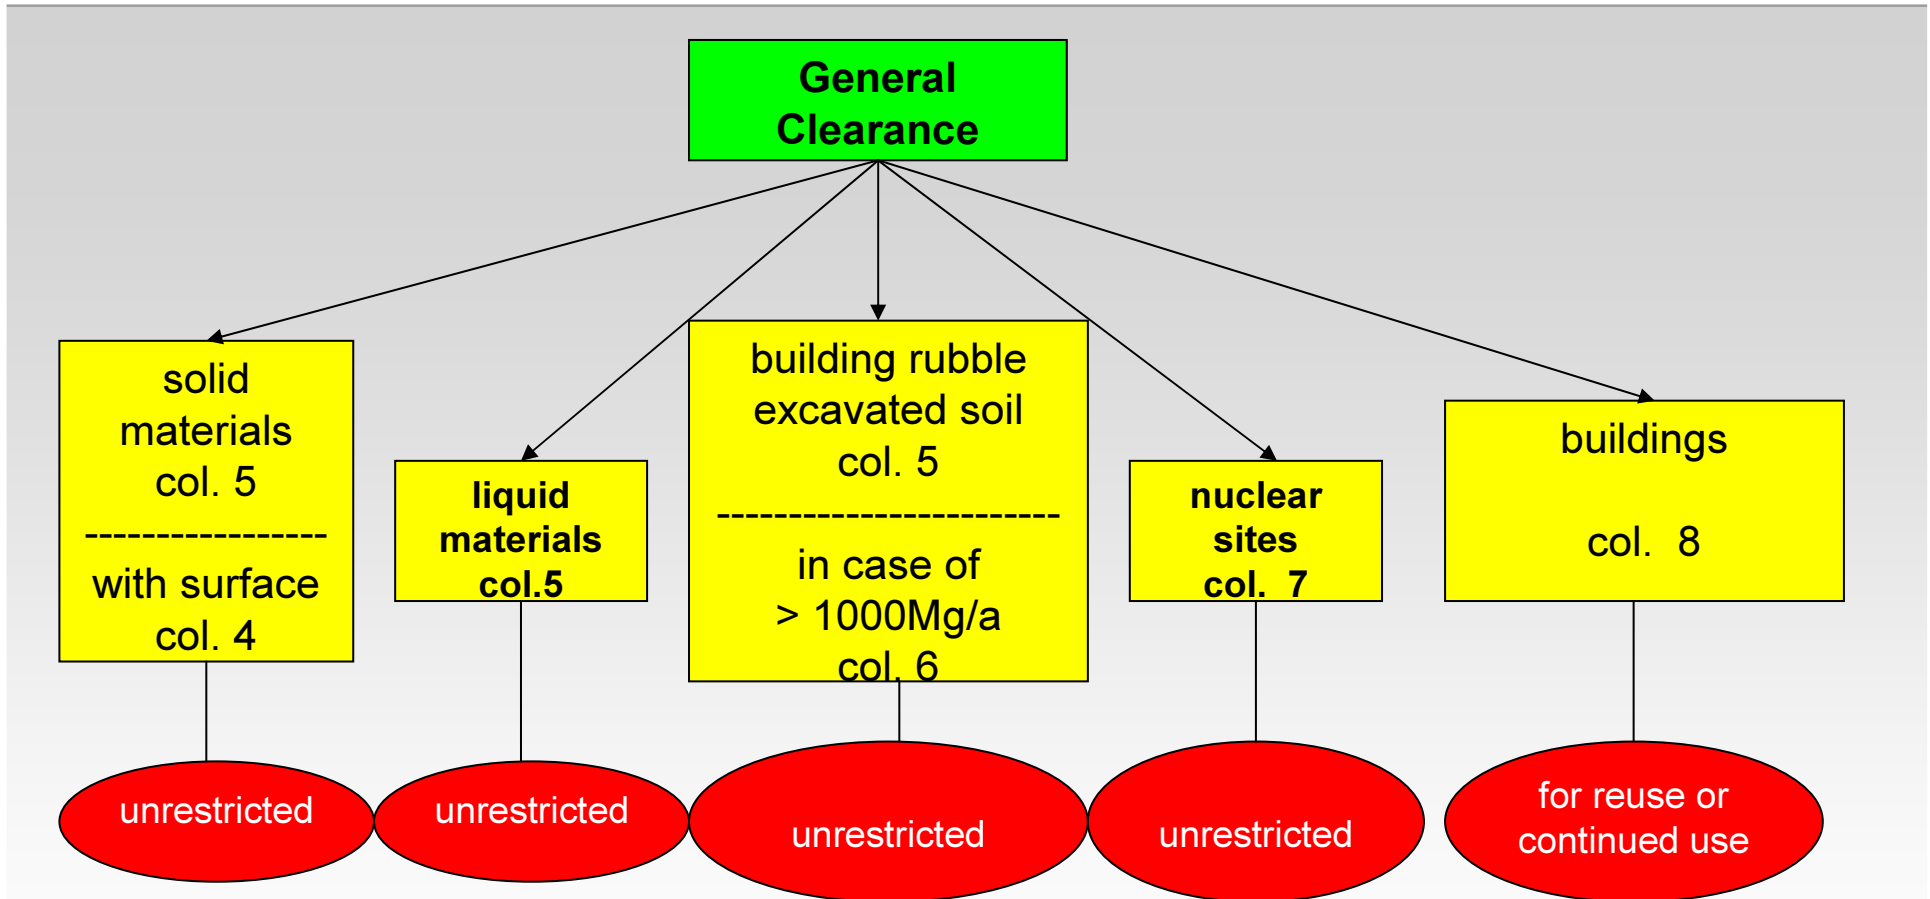 General
Clearance
solid
materials
col. 5
-----------------
with surface
col. 4
liquid
materials
col.5
building rubble
excavated soil
col. 5
------------------------
in case of
> 1000Mg/a
col. 6
nuclear
sites
col. 7
buildings
col. 8
unrestricted
unrestricted
unrestricted
unrestricted
for reuse or
continued use